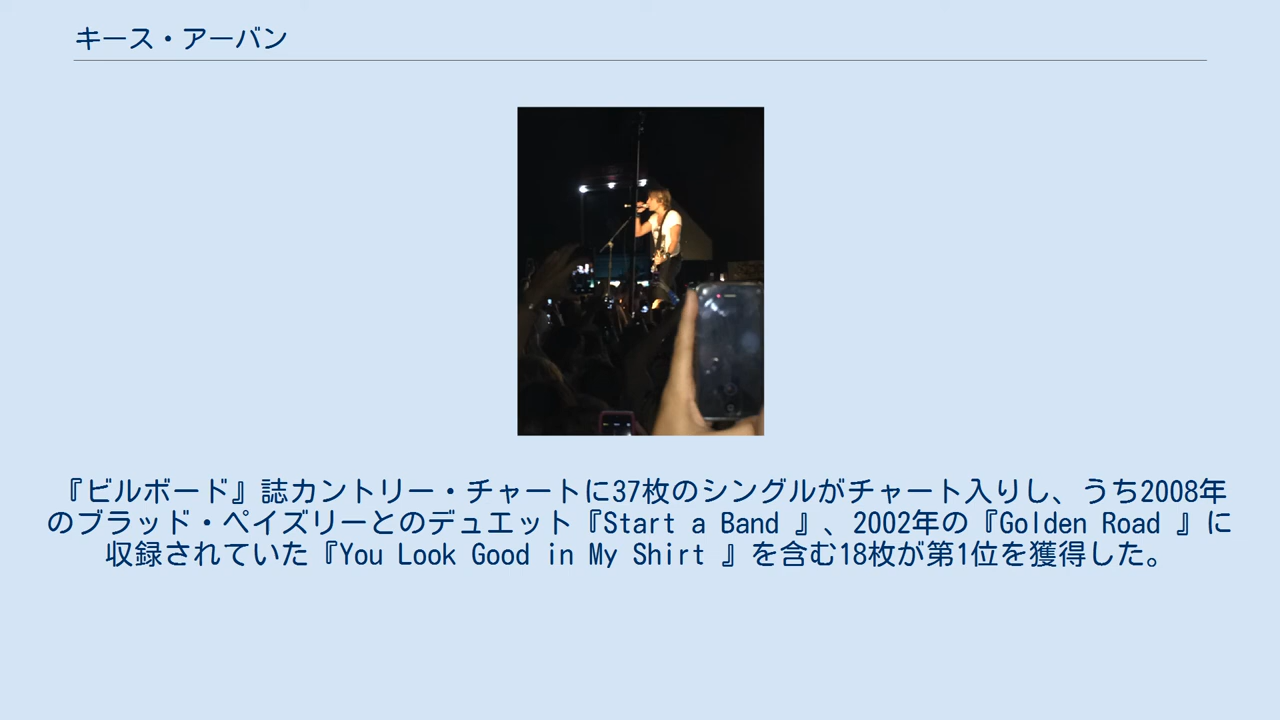 キース・アーバン
『ビルボード』誌カントリー・チャートに37枚のシングルがチャート入りし、うち2008年
のブラッド・ペイズリーとのデュエット『Start a Band 』、2002年の『Golden Road 』に
収録されていた『You Look Good in My Shirt 』を含む18枚が第1位を獲得した。